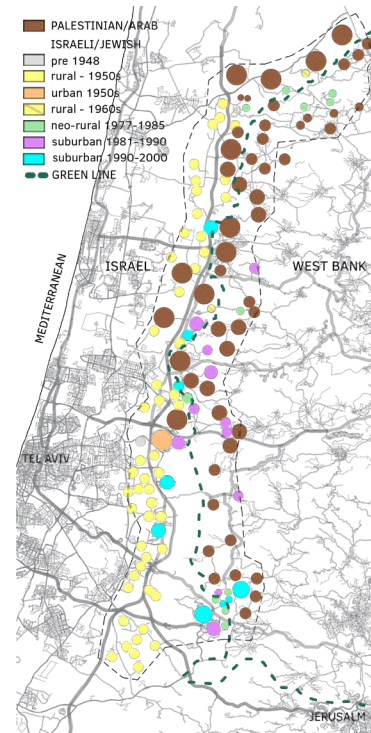 PALESTINIAN/ARAB
ISRAELI/JEWISH
pre 1948
rural - 1950s
urban 1950s
rural - 1960s
neo-rural 1977-1985
suburban 1981-1990
suburban 1990-2000
GREEN LINE
ISRAEL
WEST BANK
MEDITERRANEAN
TEL AVIV
JERUSALM